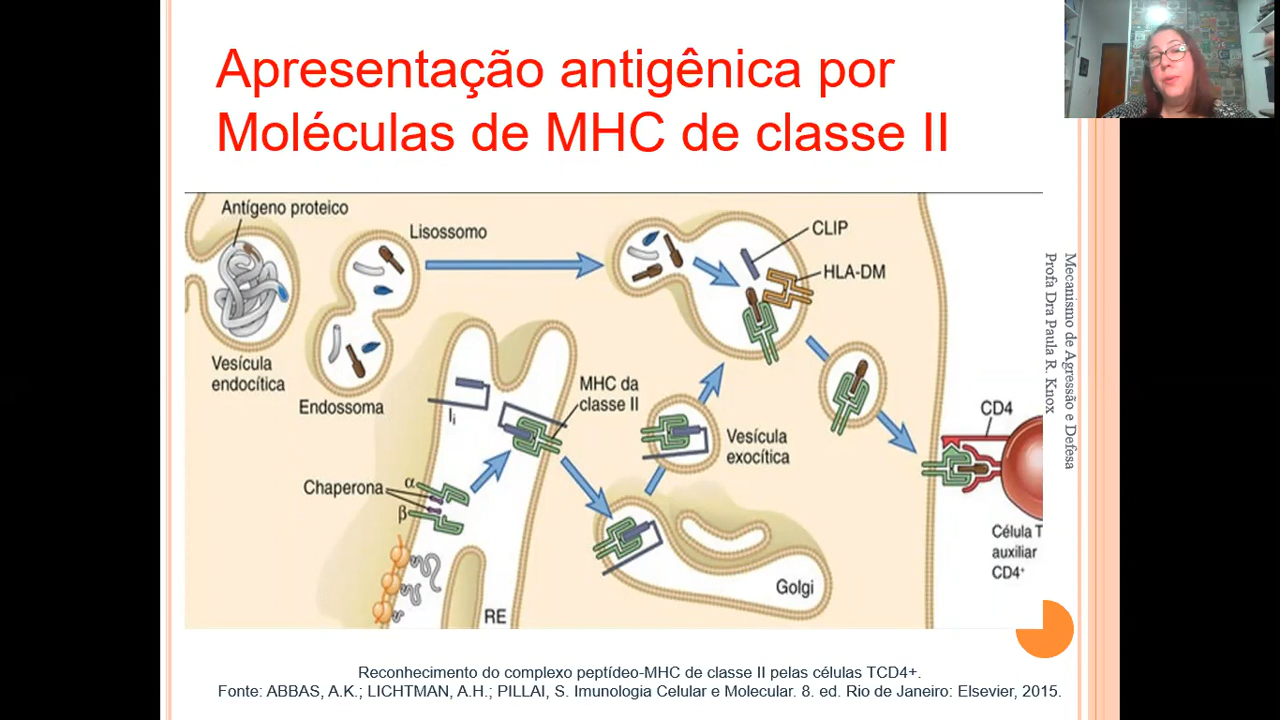 Apresentação antigênica por
Moléculas de MHC de classe II
Antígeno proteico
Lisossomo
CLIP
HLA-DM
Vesícula
endocítica
Endossoma
MHC da
classe II
Ii
CD4
Vesícula
exocítica
Chaperona
α
β
Célula T
auxiliar
CD4+
Golgi
RE
Mecanismo de Agressão e Defesa
Profa Dra Paula R. Knox
Reconhecimento do complexo peptídeo-MHC de classe II pelas células TCD4+.
Fonte: ABBAS, A.K.; LICHTMAN, A.H.; PILLAI, S. Imunologia Celular e Molecular. 8. ed. Rio de Janeiro: Elsevier, 2015.